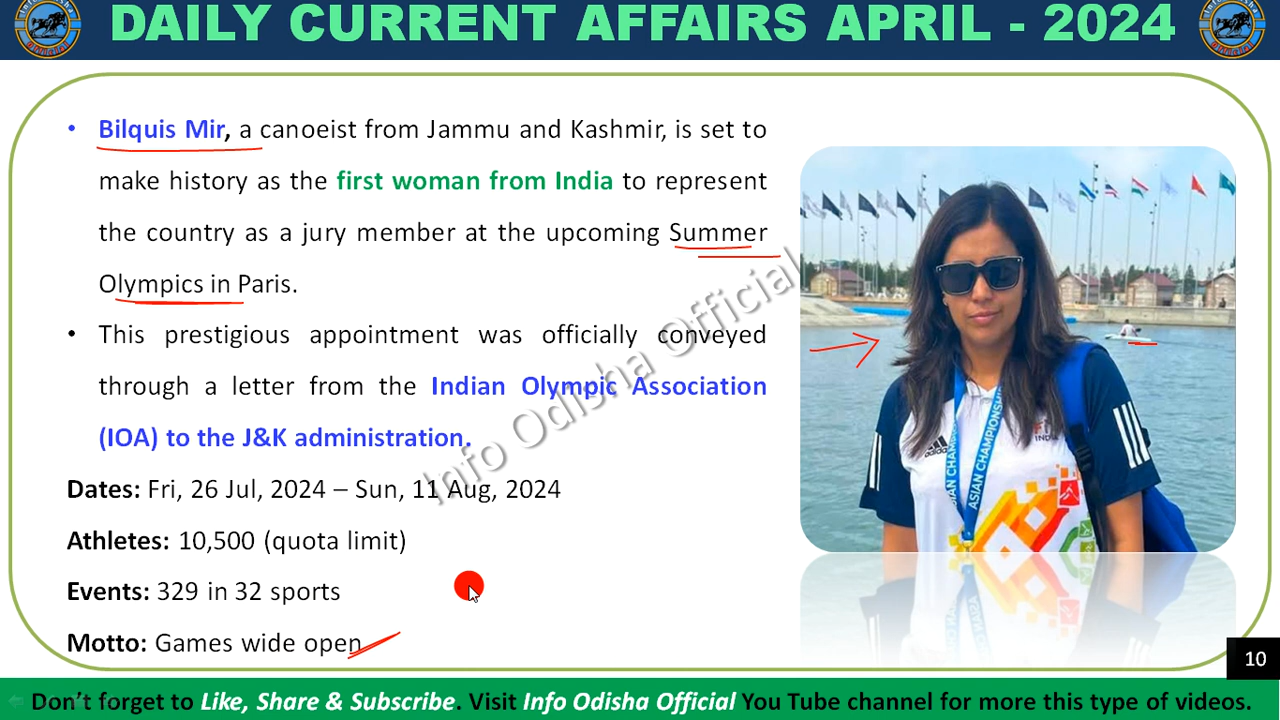 DAILY CURRENT AFFAIRS APRIL - 2024
• Bilquis Mir, a canoeist from Jammu and Kashmir, is set to
make history as the first woman from India to represent
the country as a jury member at the upcoming Summer
Olympics in Paris.
• This prestigious appointment was officially conveyed
through a letter from the Indian Olympic Association
(IOA) to the J&K administration.
Dates: Fri, 26 Jul, 2024 – Sun, 11 Aug, 2024
Athletes: 10,500 (quota limit)
Events: 329 in 32 sports
Motto: Games wide open
Info Odisha Official
adidas
INDIA
ASIAN CHAMPIONSHIP
10
Don't forget to Like, Share & Subscribe. Visit Info Odisha Official You Tube channel for more this type of videos.